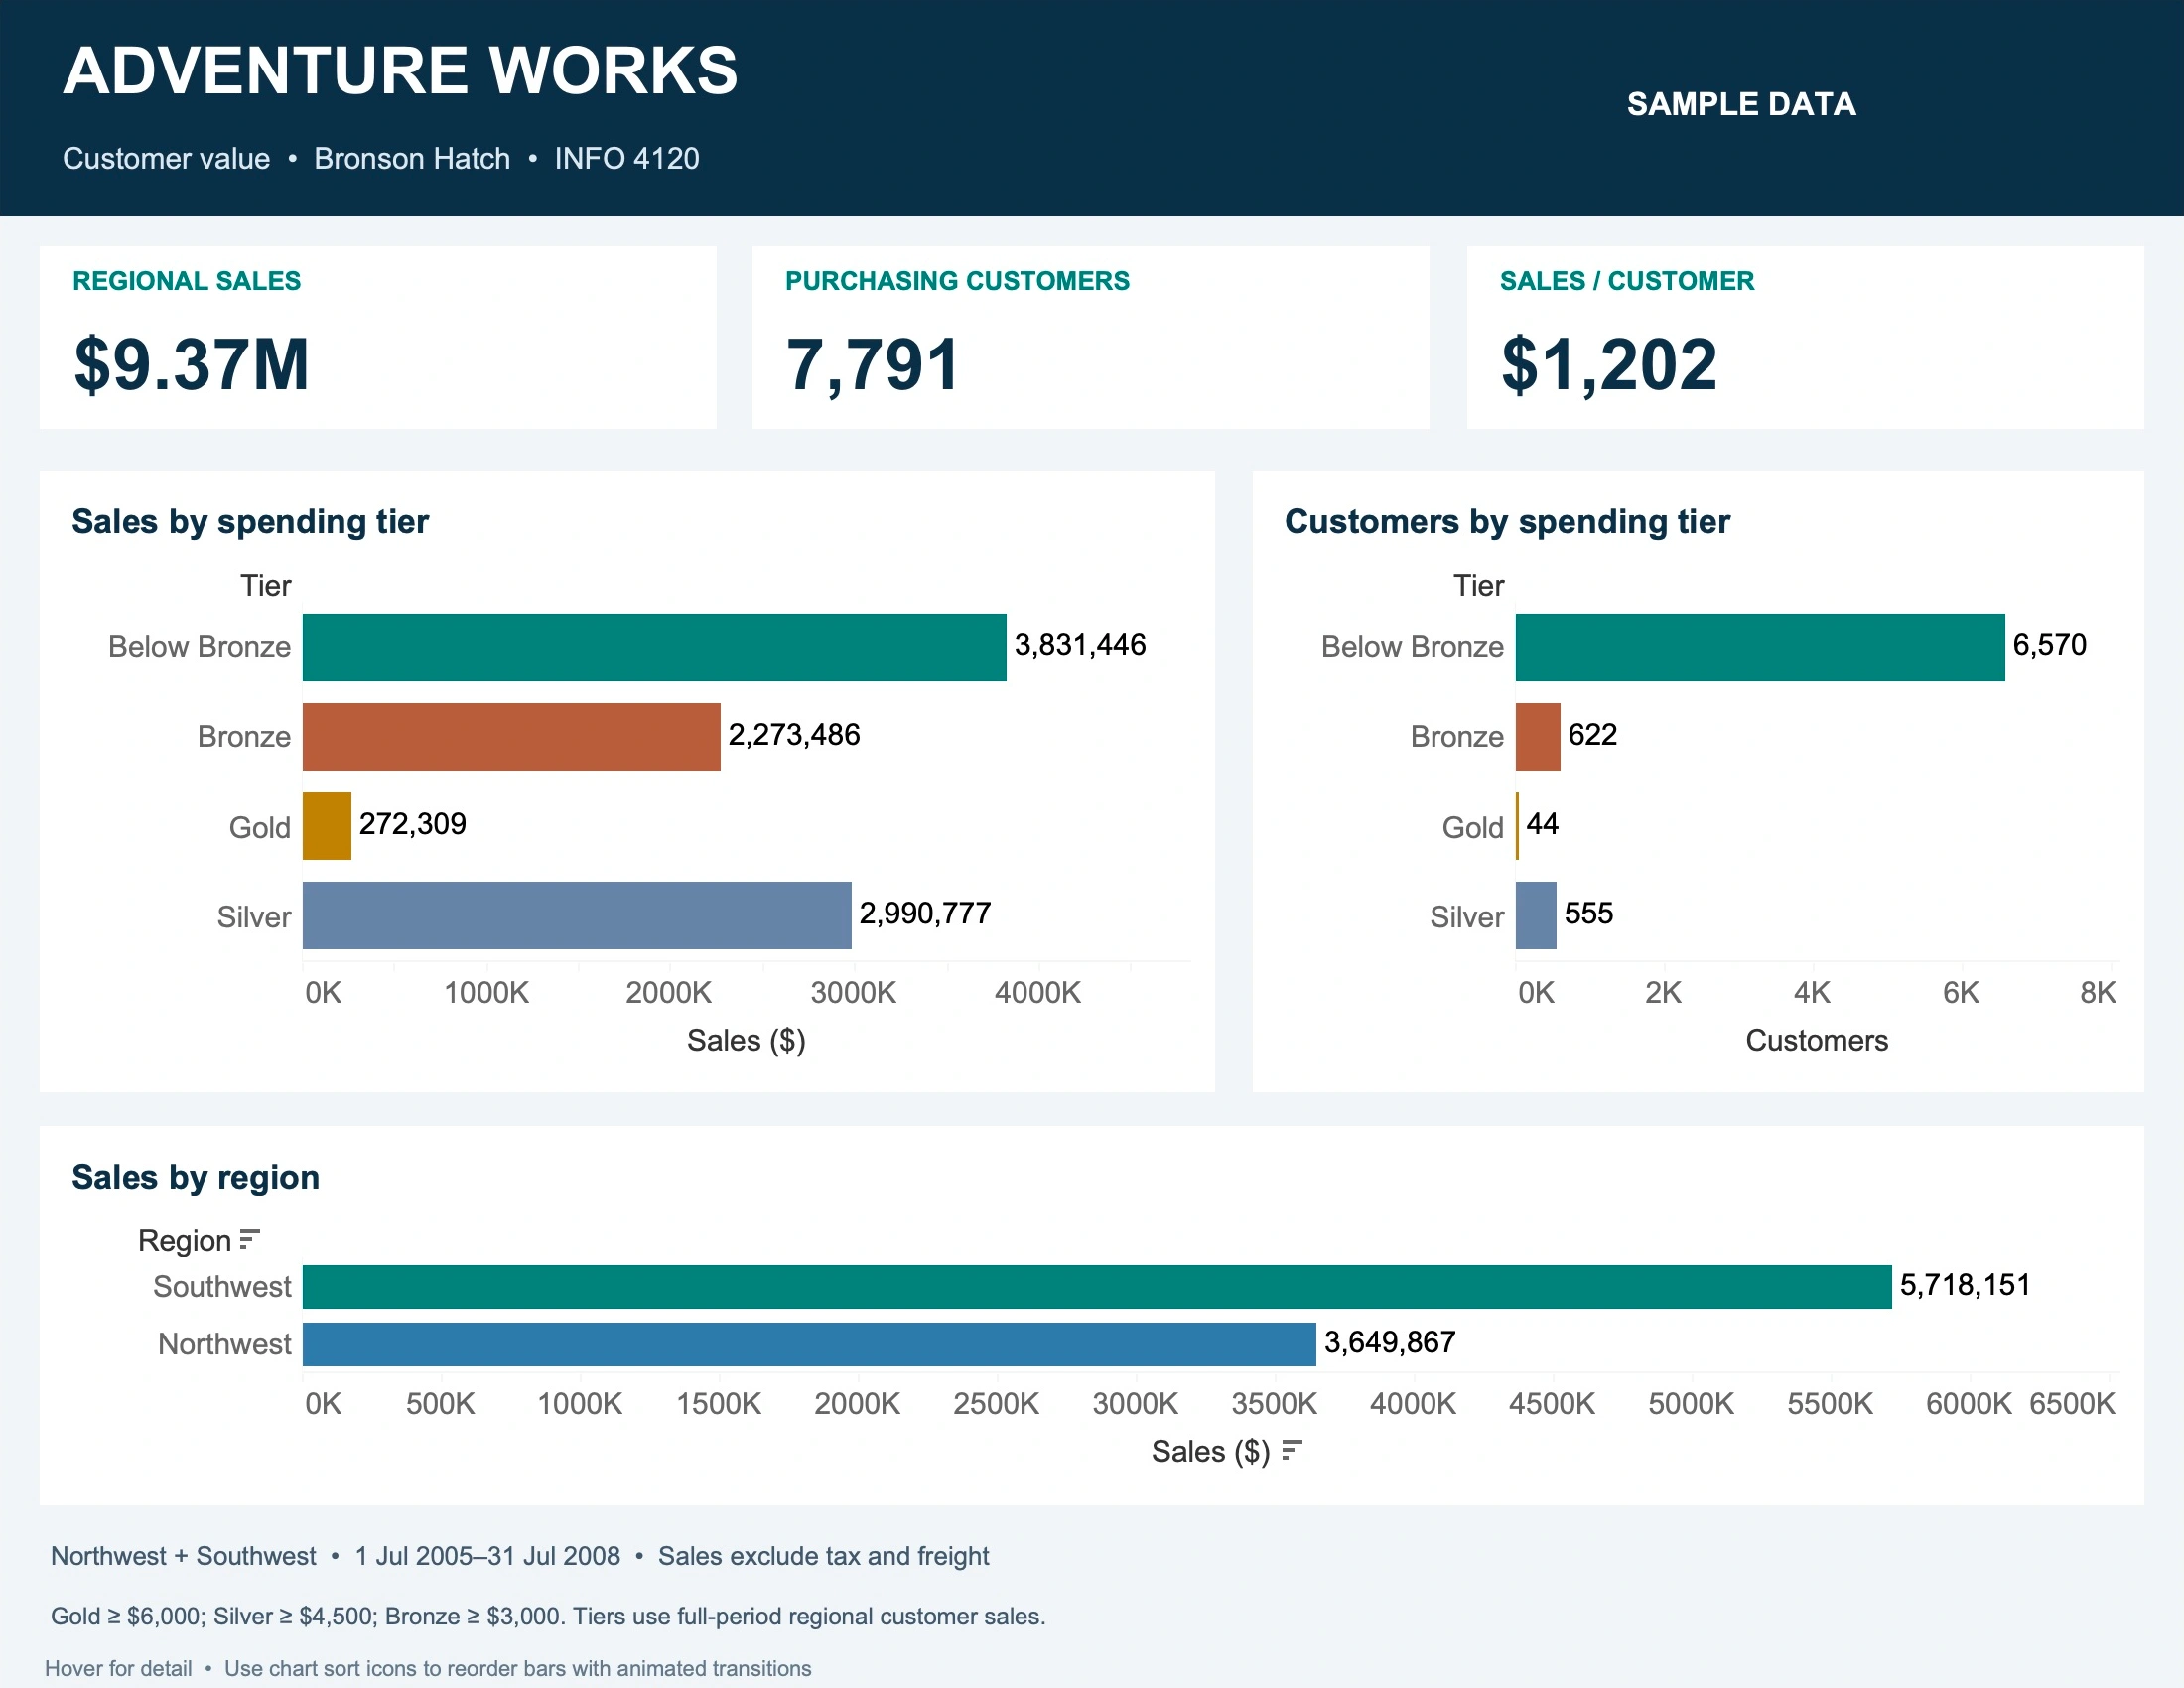 ADVENTURE WORKS
SAMPLE DATA
Customer value • Bronson Hatch • INFO 4120
REGIONAL SALES
$9.37M
PURCHASING CUSTOMERS
7,791
SALES / CUSTOMER
$1,202
Sales by spending tier
Tier
Below Bronze 3,831,446
Bronze 2,273,486
Gold 272,309
Silver 2,990,777
0K 1000K 2000K 3000K 4000K
Sales ($)
Customers by spending tier
Tier
Below Bronze 6,570
Bronze 622
Gold 44
Silver 555
0K 2K 4K 6K 8K
Customers
Sales by region
Region
Southwest 5,718,151
Northwest 3,649,867
0K 500K 1000K 1500K 2000K 2500K 3000K 3500K 4000K 4500K 5000K 5500K 6000K 6500K
Sales ($)
Northwest + Southwest • 1 Jul 2005–31 Jul 2008 • Sales exclude tax and freight
Gold ≥ $6,000; Silver ≥ $4,500; Bronze ≥ $3,000. Tiers use full-period regional customer sales.
Hover for detail • Use chart sort icons to reorder bars with animated transitions